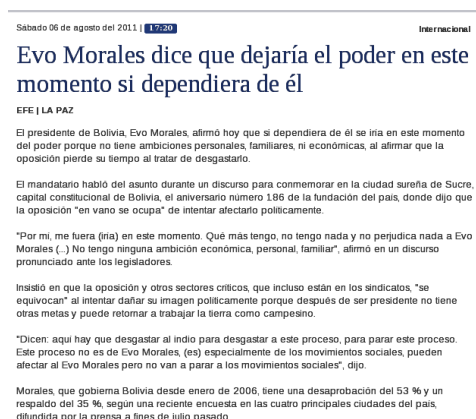 Sábado 06 de agosto del 2011 | 17:20
Internacional
Evo Morales dice que dejaría el poder en este
momento si dependiera de él
EFE | LA PAZ
El presidente de Bolivia, Evo Morales, afirmó hoy que si dependiera de él se iría en este momento
del poder porque no tiene ambiciones personales, familiares, ni económicas, al afirmar que la
oposición pierde su tiempo al tratar de desgastarlo.
El mandatario habló del asunto durante un discurso para conmemorar en la ciudad sureña de Sucre,
capital constitucional de Bolivia, el aniversario número 186 de la fundación del país, donde dijo que
la oposición "en vano se ocupa" de intentar afectarlo políticamente.
"Por mí, me fuera (iría) en este momento. Qué más tengo, no tengo nada y no perjudica nada a Evo
Morales (...) No tengo ninguna ambición económica, personal, familiar", afirmó en un discurso
pronunciado ante los legisladores.
Insistió en que la oposición y otros sectores críticos, que incluso están en los sindicatos, "se
equivocan" al intentar dañar su imagen políticamente porque después de ser presidente no tiene
otras metas y puede retornar a trabajar la tierra como campesino.
"Dicen: aquí hay que desgastar al indio para desgastar a este proceso, para parar este proceso.
Este proceso no es de Evo Morales, (es) especialmente de los movimientos sociales, pueden
afectar al Evo Morales pero no van a parar a los movimientos sociales", dijo.
Morales, que gobierna Bolivia desde enero de 2006, tiene una desaprobación del 53 % y un
respaldo del 35 %, según una reciente encuesta en las cuatro principales ciudades del país,
difundida por la prensa a fines de julio pasado.